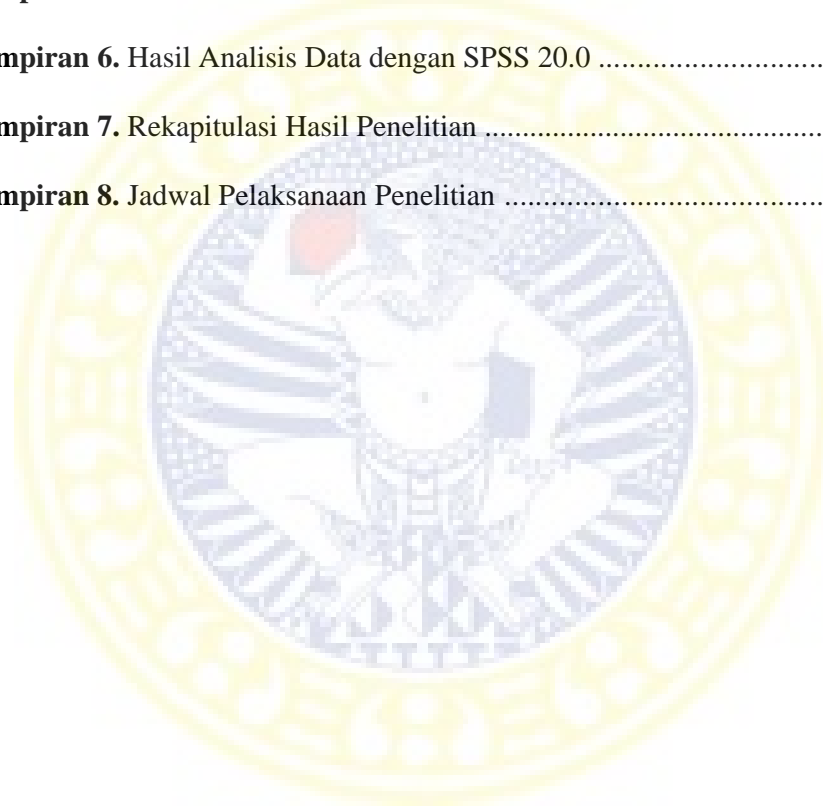 mpiran 6. Hasil Analisis Data dengan SPSS 20.0 ............................
mpiran 7. Rekapitulasi Hasil Penelitian ............................................
mpiran 8. Jadwal Pelaksanaan Penelitian .........................................